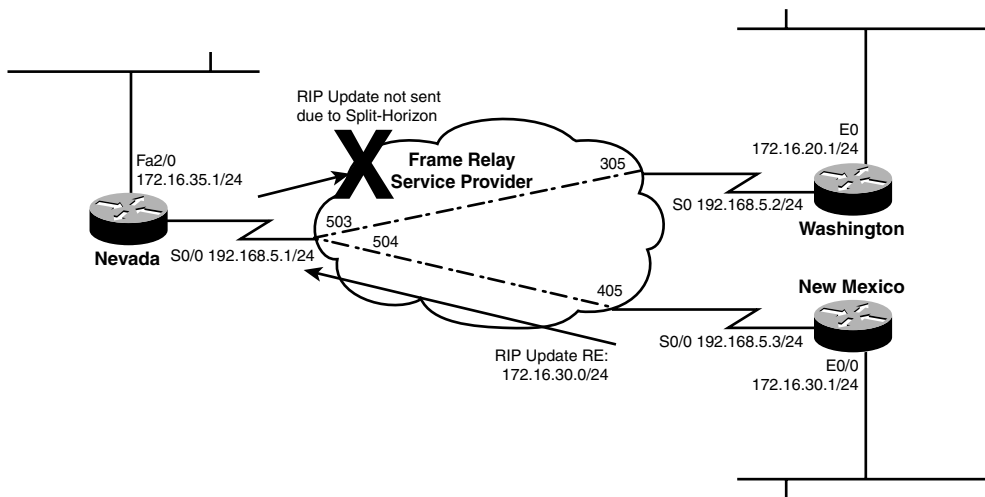 RIP Update not sent
due to Split-Horizon
X
Frame Relay
Service Provider
Fa2/0
172.16.35.1/24
Nevada
S0/0 192.168.5.1/24
503
504
305
405
E0
172.16.20.1/24
S0 192.168.5.2/24
Washington
New Mexico
S0/0 192.168.5.3/24
E0/0
172.16.30.1/24
RIP Update RE:
172.16.30.0/24